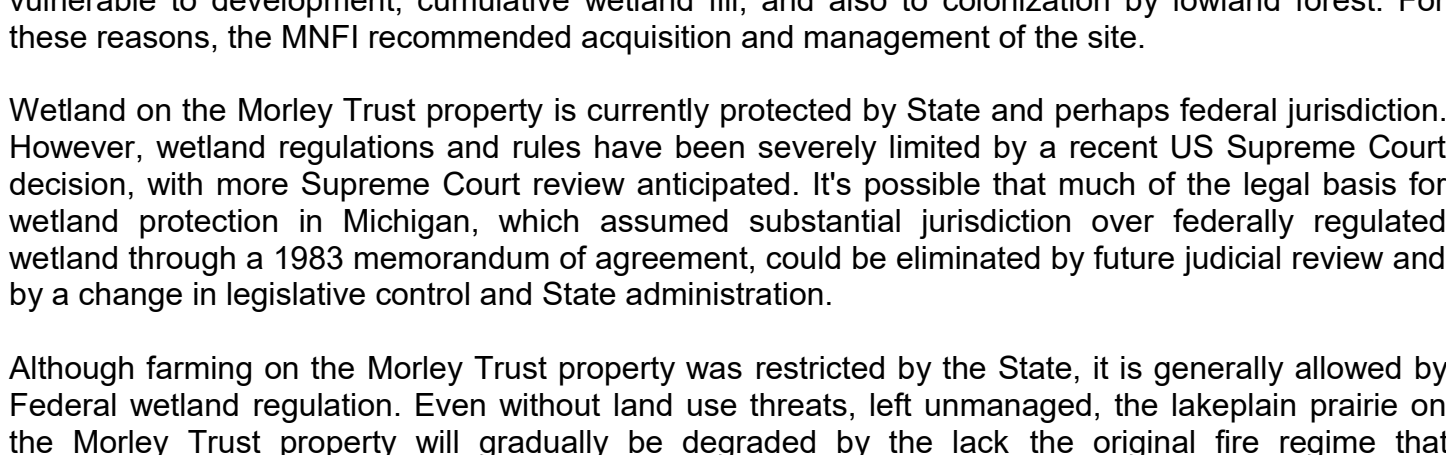 vulnerable to development, cumulative wetland fill, and also to colonization by lowland forest. For
these reasons, the MNFI recommended acquisition and management of the site.
Wetland on the Morley Trust property is currently protected by State and perhaps federal jurisdiction.
However, wetland regulations and rules have been severely limited by a recent US Supreme Court
decision, with more Supreme Court review anticipated. It's possible that much of the legal basis for
wetland protection in Michigan, which assumed substantial jurisdiction over federally regulated
wetland through a 1983 memorandum of agreement, could be eliminated by future judicial review and
by a change in legislative control and State administration.
Although farming on the Morley Trust property was restricted by the State, it is generally allowed by
Federal wetland regulation. Even without land use threats, left unmanaged, the lakeplain prairie on
the Morley Trust property will gradually be degraded by the lack the original fire regime that